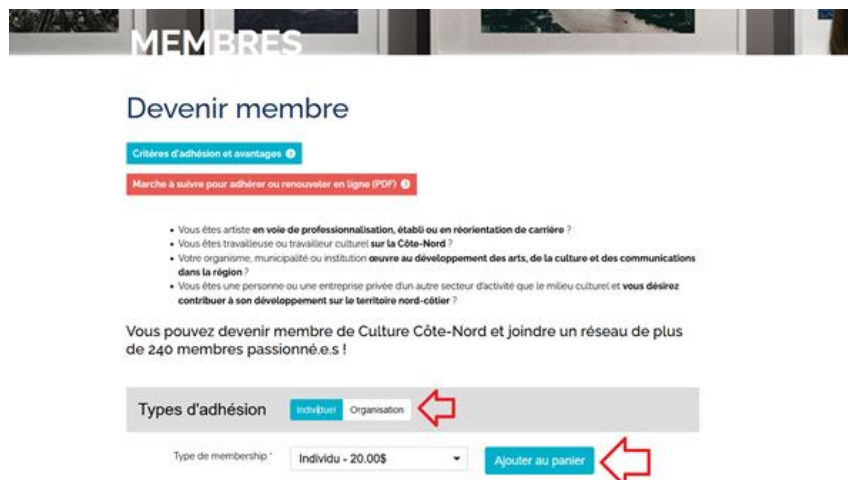 MEMBRES
Devenir membre
Critères d'adhésion et avantages
Marche à suivre pour adhérer ou renouveler en ligne (PDF)
• Vous êtes artiste en voie de professionnalisation, établi ou en réorientation de carrière ?
• Vous êtes travailleuse ou travailleur culturel sur la Côte-Nord ?
• Votre organisme, municipalité ou institution œuvre au développement des arts, de la culture et des communications
dans la région ?
• Vous êtes une personne ou une entreprise privée d'un autre secteur d'activité que le milieu culturel et vous désirez
contribuer à son développement sur le territoire nord-côtier ?
Vous pouvez devenir membre de Culture Côte-Nord et joindre un réseau de plus
de 240 membres passionné.e.s !
Types d'adhésion Individuel Organisation
Type de membership * Individu - 20.00$ Ajouter au panier